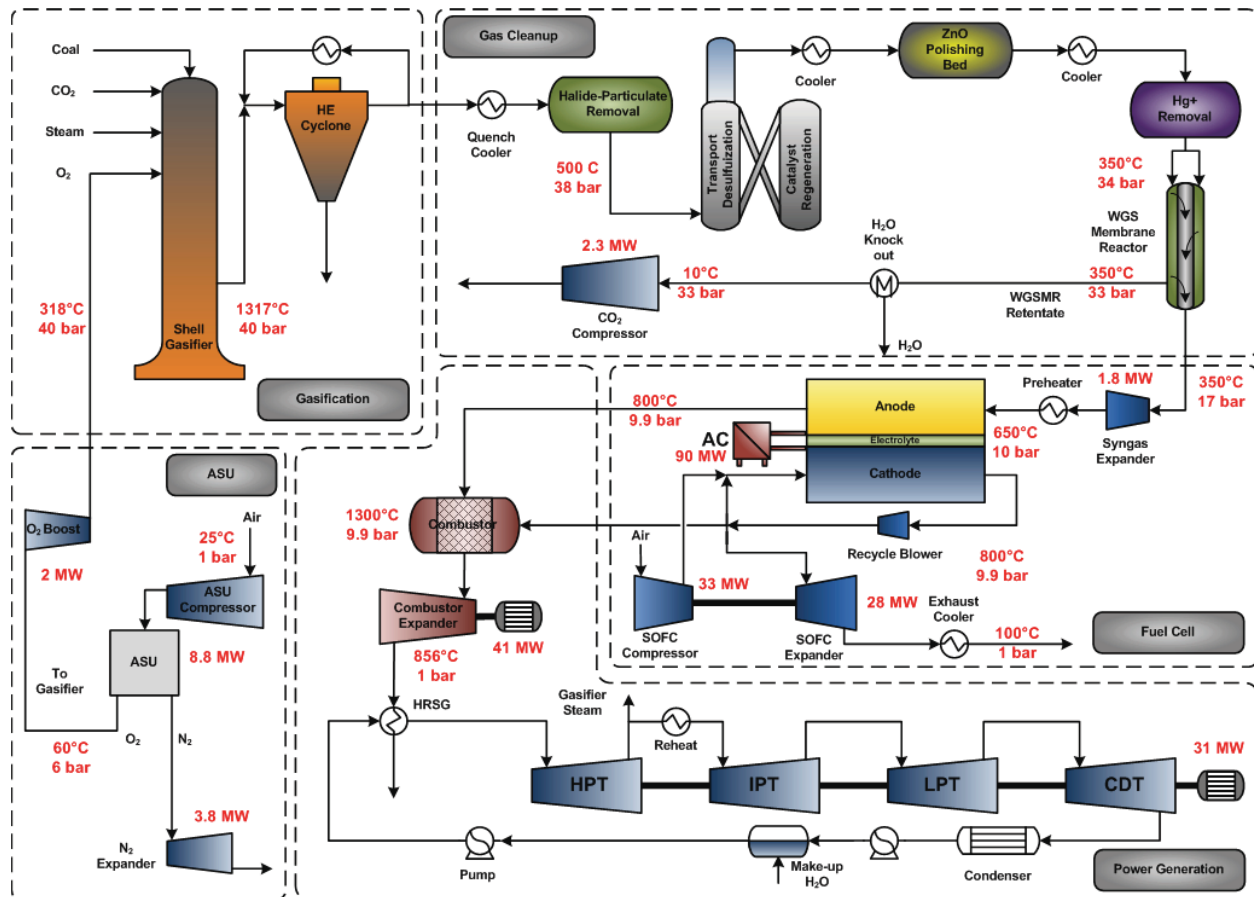 Coal
CO₂
Steam
O₂
HE
Cyclone
318°C
40 bar
Shell
Gasifier
1317°C
40 bar
Gasification
Gas Cleanup
Quench
Cooler
Halide-Particulate
Removal
500 C
38 bar
Transport
Desulfuization
Catalyst
Regeneration
Cooler
ZnO
Polishing
Bed
Cooler
Hg+
Removal
350°C
34 bar
WGS
Membrane
Reactor
350°C
33 bar
WGSMR
Retentate
H₂O
Knock
out
H₂O
10°C
33 bar
2.3 MW
CO₂
Compressor
350°C
17 bar
1.8 MW
Syngas
Expander
Preheater
650°C
10 bar
Anode
Electrolyte
Cathode
AC
90 MW
800°C
9.9 bar
Recycle Blower
800°C
9.9 bar
Air
SOFC
Compressor
33 MW
SOFC
Expander
28 MW
Exhaust
Cooler
100°C
1 bar
Fuel Cell
ASU
O₂ Boost
2 MW
Air
25°C
1 bar
ASU
Compressor
8.8 MW
ASU
To
Gasifier
60°C
6 bar
O₂
N₂
3.8 MW
N₂
Expander
1300°C
9.9 bar
Combustor
Combustor
Expander
41 MW
856°C
1 bar
HRSG
Gasifier
Steam
Reheat
HPT
IPT
LPT
CDT
31 MW
Pump
Make-up
H₂O
Condenser
Power Generation